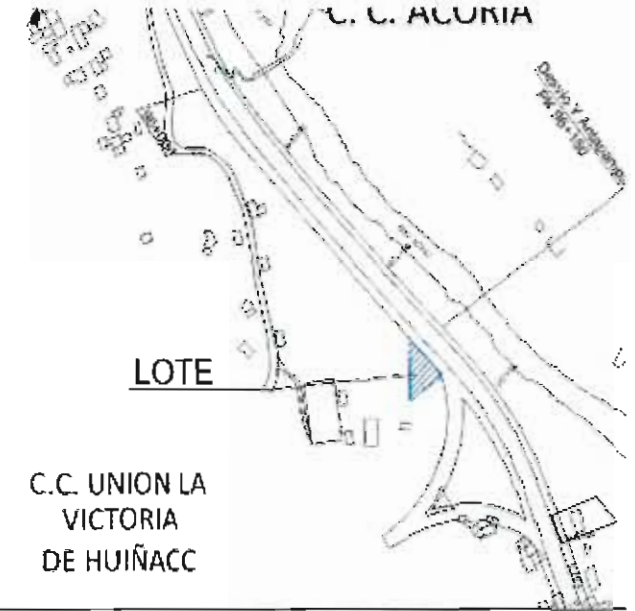 C. C. ACORIA
LOTE
C.C. UNION LA
VICTORIA
DE HUIÑACC